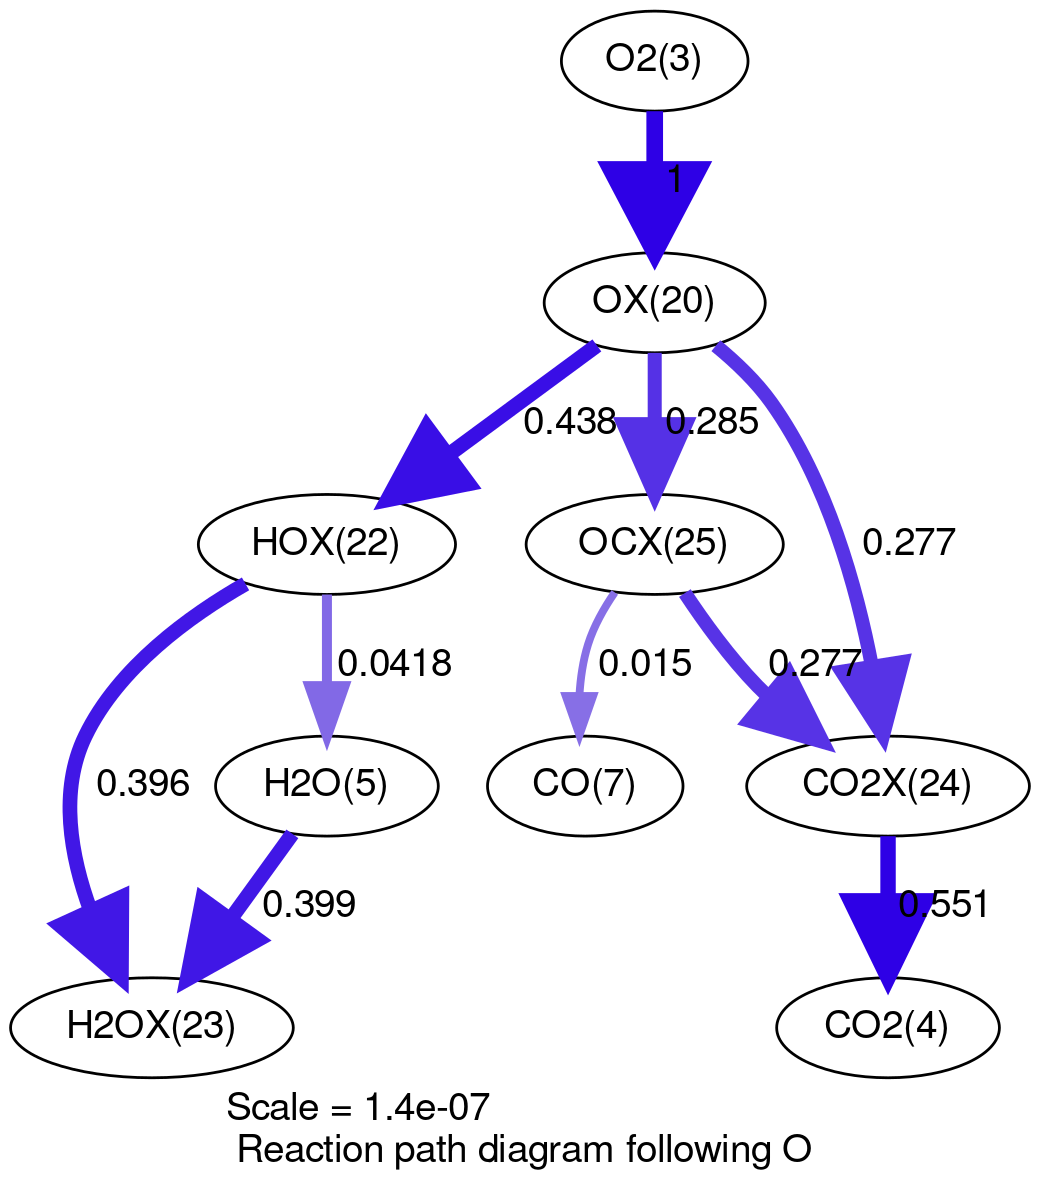 O2(3)
1
OX(20)
0.438
0.285
0.277
HOX(22)
OCX(25)
0.0418
0.015
0.277
0.396
H2O(5)
CO(7)
CO2X(24)
0.399
0.551
H2OX(23)
CO2(4)
Scale = 1.4e-07
Reaction path diagram following O